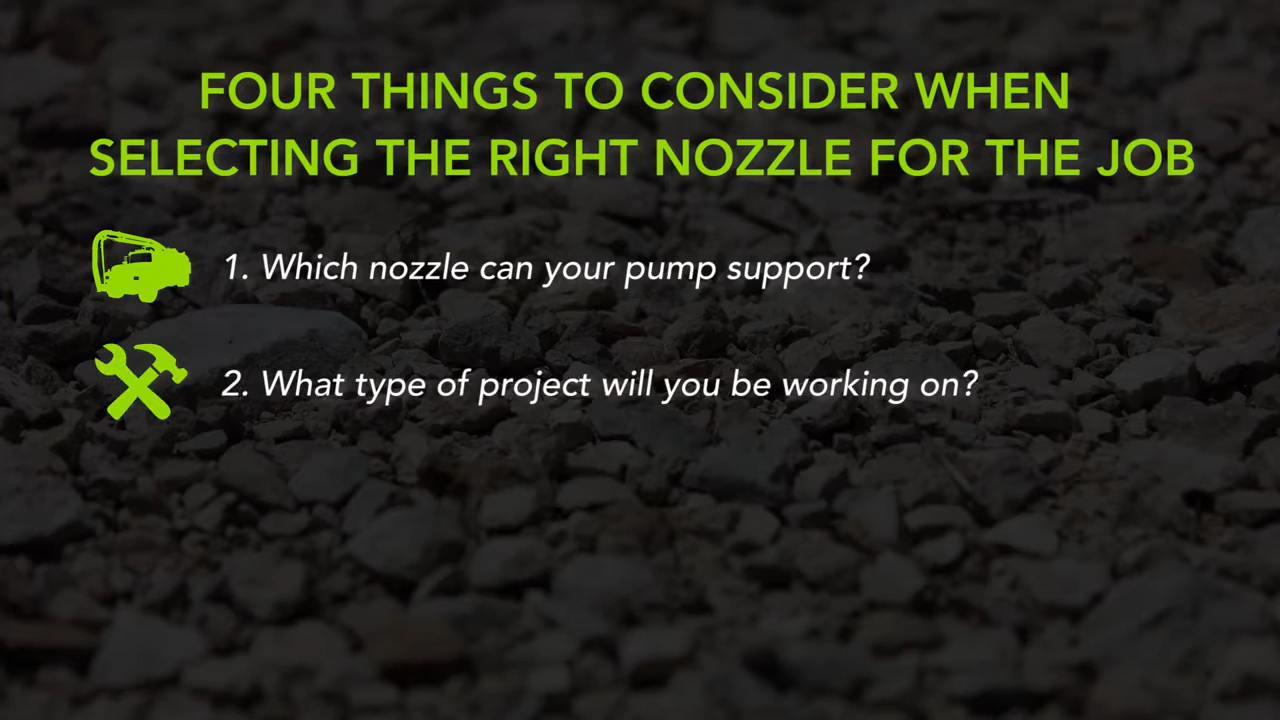 FOUR THINGS TO CONSIDER WHEN
SELECTING THE RIGHT NOZZLE FOR THE JOB
1. Which nozzle can your pump support?
2. What type of project will you be working on?